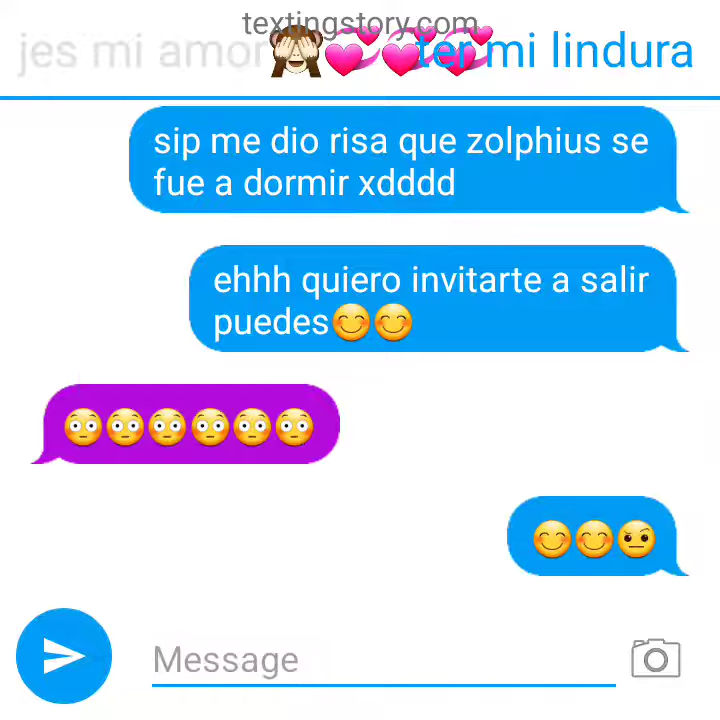 textingstory.com
jes mi amor🙈💞💞💞ter mi lindura
sip me dio risa que zolphius se
fue a dormir xdddd
ehhh quiero invitarte a salir
puedes😊😊
😳😳😳😳😳😳
😊😊🤨
Message